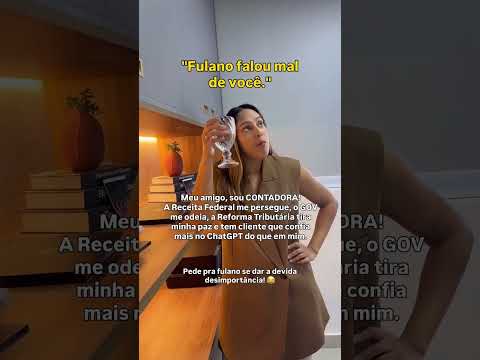 "Fulano falou mal
de você."
Meu amigo, sou CONTADORA!
A Receita Federal me persegue, o GOV
me odeia, a Reforma Tributária tira
minha paz e tem cliente que confia
mais no ChatGPT do que em mim.
Pede pra fulano se dar a devida
desimportância! 😂